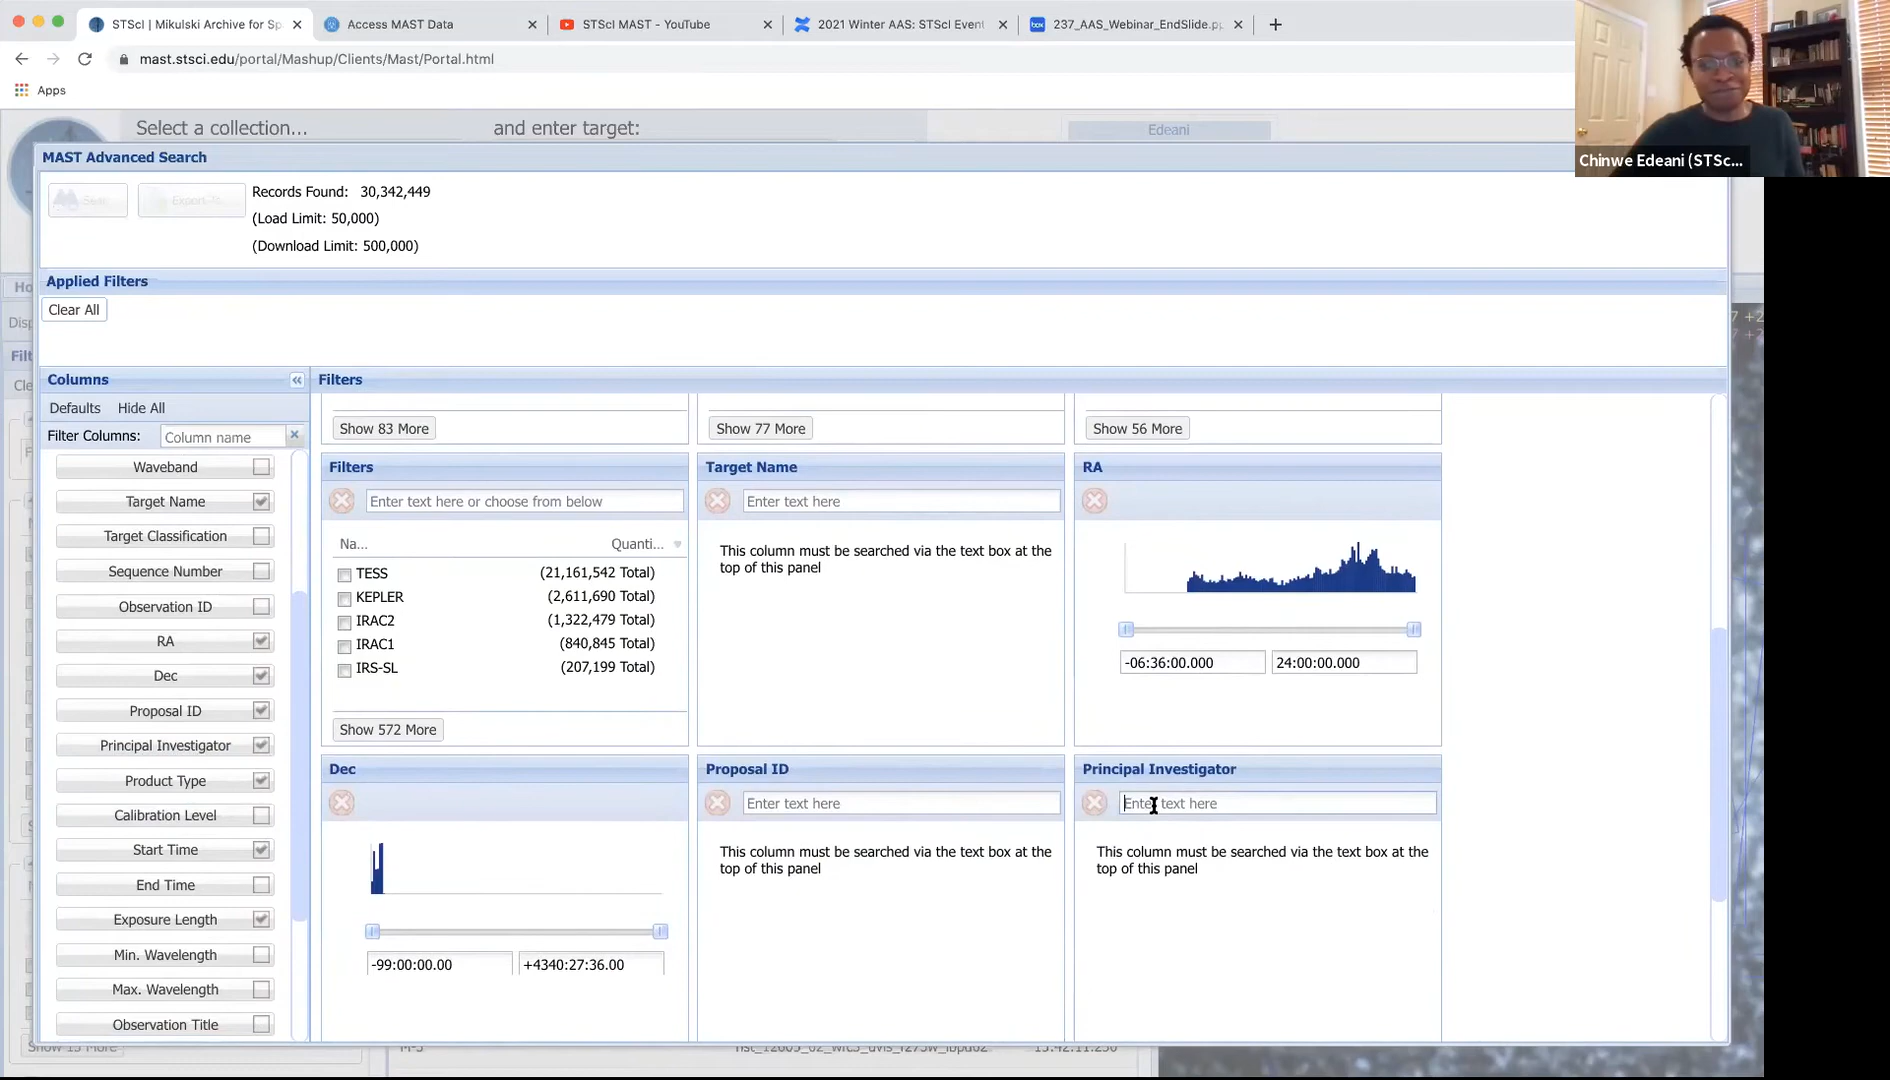 STScI | Mikulski Archive for Sp
Access MAST Data
STScI MAST - YouTube
2021 Winter AAS: STScI Event
237_AAS_Webinar_EndSlide.pp
mast.stsci.edu/portal/Mashup/Clients/Mast/Portal.html
Apps
Select a collection... and enter target:
Edeani
Chinwe Edeani (STSc...
MAST Advanced Search
Records Found: 30,342,449
(Load Limit: 50,000)
(Download Limit: 500,000)
Applied Filters
Clear All
Columns
Filters
Defaults Hide All
Filter Columns: Column name
Waveband
Target Name
Target Classification
Sequence Number
Observation ID
RA
Dec
Proposal ID
Principal Investigator
Product Type
Calibration Level
Start Time
End Time
Exposure Length
Min. Wavelength
Max. Wavelength
Observation Title
Show 83 More
Show 77 More
Show 56 More
Filters
Enter text here or choose from below
Na... Quanti...
TESS (21,161,542 Total)
KEPLER (2,611,690 Total)
IRAC2 (1,322,479 Total)
IRAC1 (840,845 Total)
IRS-SL (207,199 Total)
Show 572 More
Target Name
Enter text here
This column must be searched via the text box at the
top of this panel
RA
-06:36:00.000 24:00:00.000
Dec
-99:00:00.00 +4340:27:36.00
Proposal ID
Enter text here
This column must be searched via the text box at the
top of this panel
Principal Investigator
Enter text here
This column must be searched via the text box at the
top of this panel